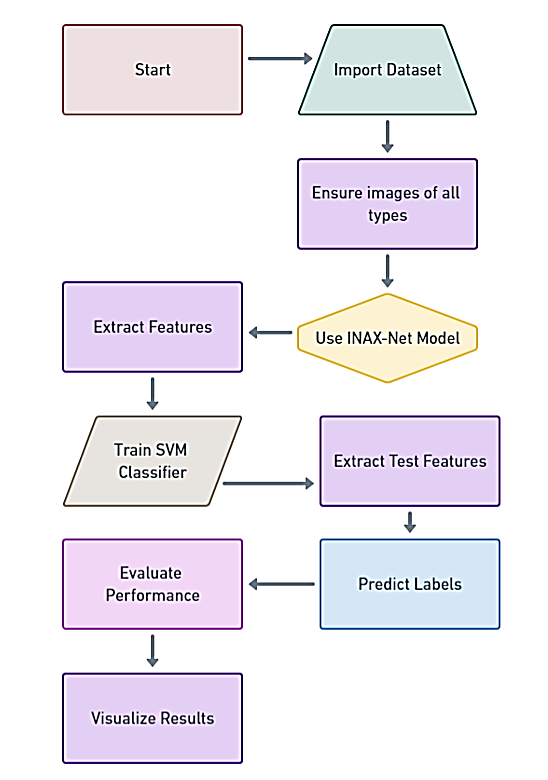 Start
Import Dataset
Ensure images of all
types
Use INAX-Net Model
Extract Features
Train SVM
Classifier
Extract Test Features
Predict Labels
Evaluate
Performance
Visualize Results